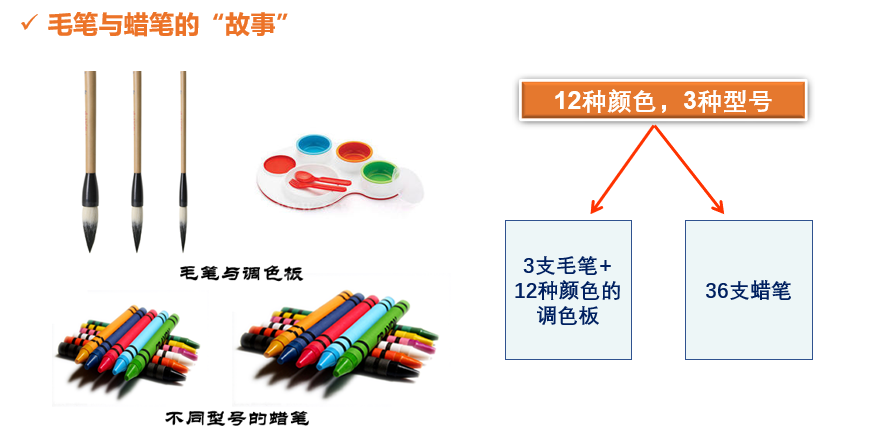 毛笔与蜡笔的“故事”
12种颜色，3种型号
3支毛笔+
12种颜色的
调色板
36支蜡笔
毛笔与调色板
不同型号的蜡笔